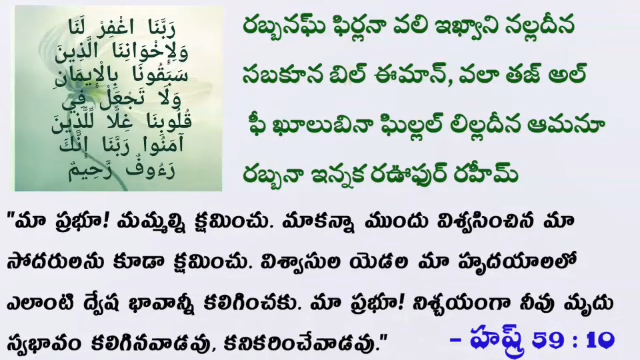 رَبَّنَا اغْفِرْ لَنَا
وَلِإِخْوَانِنَا الَّذِينَ
سَبَقُونَا بِالْإِيمَانِ
وَلَا تَجْعَلْ فِي
قُلُوبِنَا غِلًّا لِّلَّذِينَ
آمَنُوا رَبَّنَا إِنَّكَ
رَءُوفٌ رَّحِيمٌ
రబ్బనఘ్ ఫిర్లనా వలి ఇఖ్వాని నల్లదీన
సబకూన బిల్ ఈమాన్, వలా తజ్ అల్
ఫీ ఖులుబినా ఘిల్లల్ లిల్లదీన ఆమనూ
రబ్బనా ఇన్నక రఊఫుర్ రహీమ్
"మా ప్రభూ! మమ్మల్ని క్షమించు. మాకన్నా ముందు విశ్వసించిన మా
సోదరులను కూడా క్షమించు. విశ్వాసుల యెడల మా హృదయాలలో
ఎలాంటి ద్వేష భావాన్నీ కలిగించకు. మా ప్రభూ! నిశ్చయంగా నీవు మృదు
స్వభావం కలిగినవాడవు, కనికరించేవాడవు."
- హష్ర్ 59 : 10